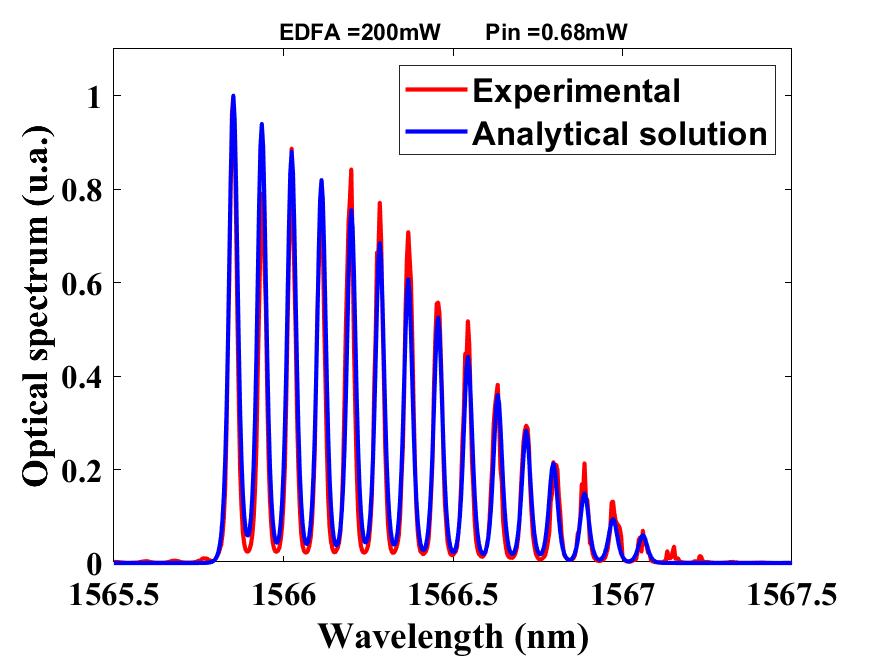 EDFA =200mW Pin =0.68mW
Experimental
Analytical solution
Optical spectrum (u.a.)
1
0.8
0.6
0.4
0.2
0
1565.5 1566 1566.5 1567 1567.5
Wavelength (nm)